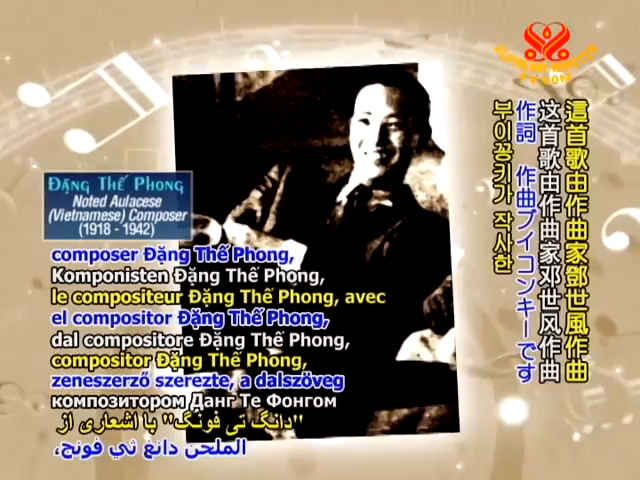 ĐẶNG THẾ PHONG
Noted Aulacese
(Vietnamese) Composer
(1918 - 1942)
composer Đặng Thế Phong,
Komponisten Đặng Thế Phong,
le compositeur Đặng Thế Phong, avec
el compositor Đặng Thế Phong,
dal compositore Đặng Thế Phong,
compositor Đặng Thế Phong,
zeneszerző szerezte, a dalszöveg
композитором Данг Те Фонгом
"دانگ تی فونگ" با اشعاری از
الملحن دانغ ثي فونج،
這首歌曲作曲家鄧世風作曲
这首歌曲作曲家邓世风作曲
作詞 作曲ブイコンキーです
부이꽁키가 작사한